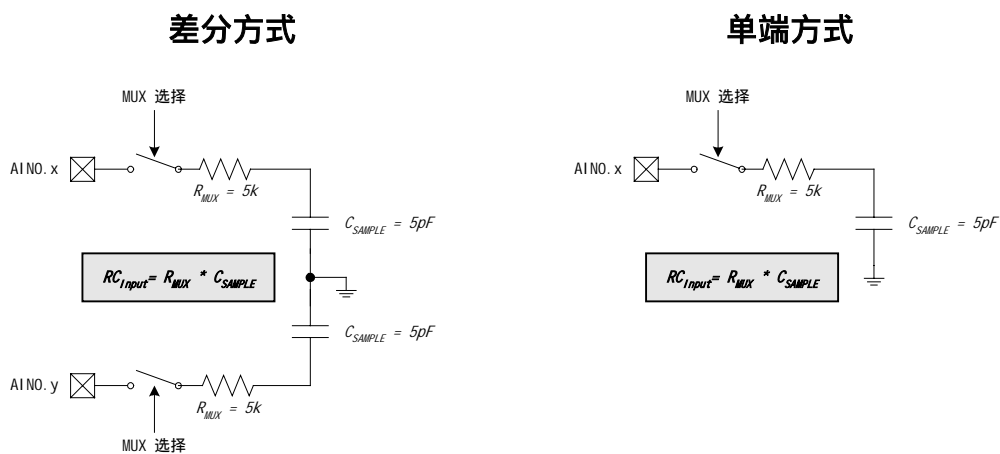 差分方式
MUX 选择
AIN0.x
R_MUX = 5k
C_SAMPLE = 5pF
RC_Input= R_MUX * C_SAMPLE
C_SAMPLE = 5pF
AIN0.y
R_MUX = 5k
MUX 选择
单端方式
MUX 选择
AIN0.x
R_MUX = 5k
C_SAMPLE = 5pF
RC_Input= R_MUX * C_SAMPLE